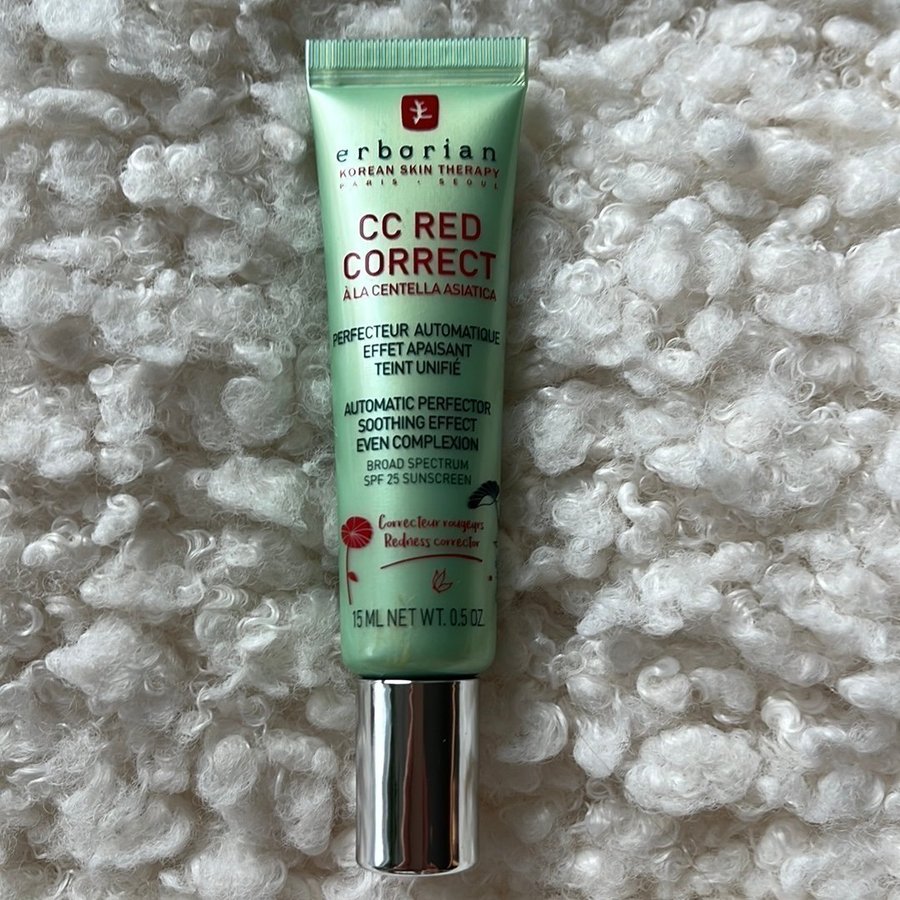 erborian
KOREAN SKIN THERAPY
PARIS • SEOUL
CC RED
CORRECT
À LA CENTELLA ASIATICA
PERFECTEUR AUTOMATIQUE
EFFET APAISANT
TEINT UNIFIÉ
AUTOMATIC PERFECTOR
SOOTHING EFFECT
EVEN COMPLEXION
BROAD SPECTRUM
SPF 25 SUNSCREEN
Correcteur rougeurs
Redness corrector
15 ML NET WT. 0.5 OZ.